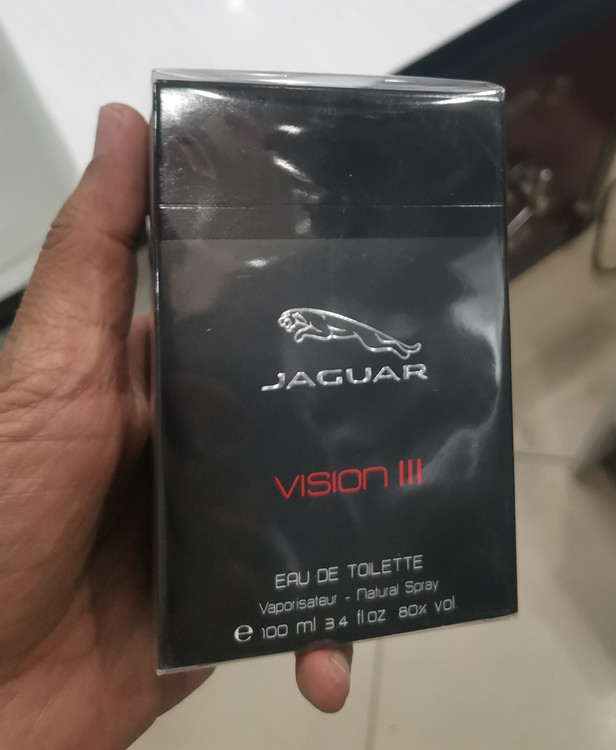 JAGUAR
VISION III
EAU DE TOILETTE
Vaporisateur - Natural Spray
℮ 100 ml 3.4 fl oz 80% vol